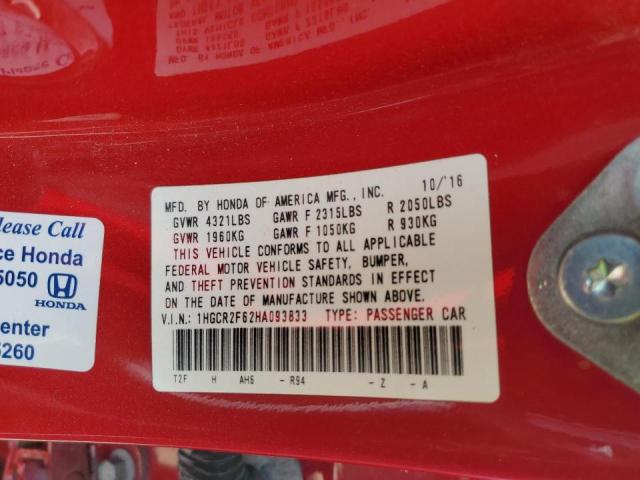 lease Call
ce Honda
5050
HONDA
enter
5260
MFD. BY HONDA OF AMERICA MFG., INC. 10/'16
GVWR 4321LBS GAWR F 2315LBS R 2050LBS
GVWR 1960KG GAWR F 1050KG R 930KG
THIS VEHICLE CONFORMS TO ALL APPLICABLE
FEDERAL MOTOR VEHICLE SAFETY, BUMPER,
AND THEFT PREVENTION STANDARDS IN EFFECT
ON THE DATE OF MANUFACTURE SHOWN ABOVE.
V.I.N.: 1HGCR2F62HA093833 TYPE: PASSENGER CAR
T2F H AH6 - R94 - Z - A